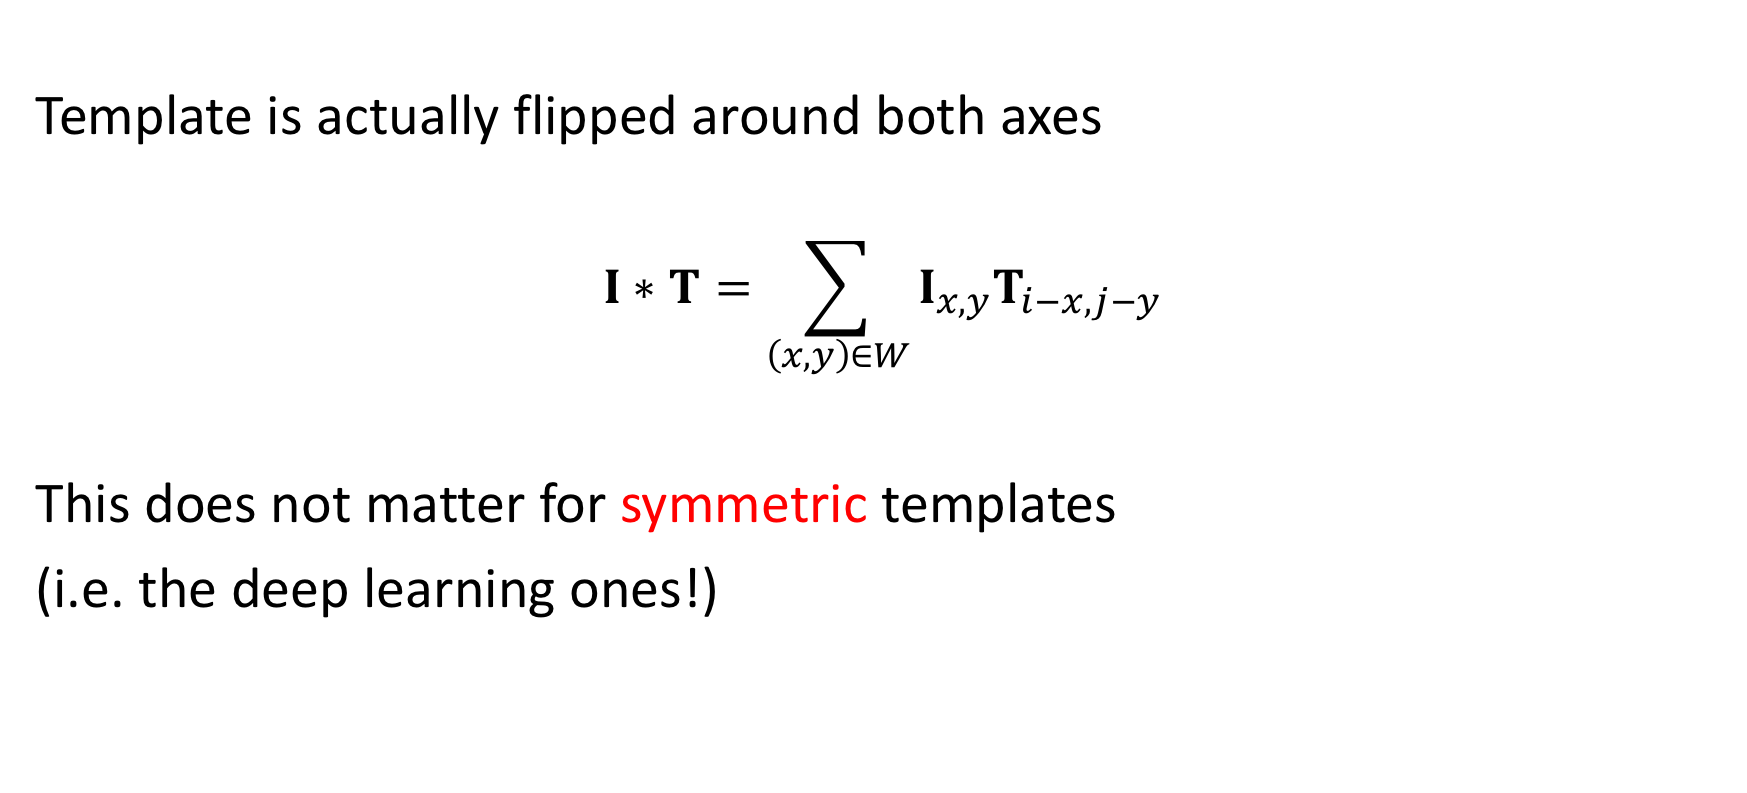 Template is actually flipped around both axes
𝐈 ∗ 𝐓 = ∑_{(x,y)∈W} 𝐈_{x,y}𝐓_{i−x,j−y}
This does not matter for symmetric templates
(i.e. the deep learning ones!)